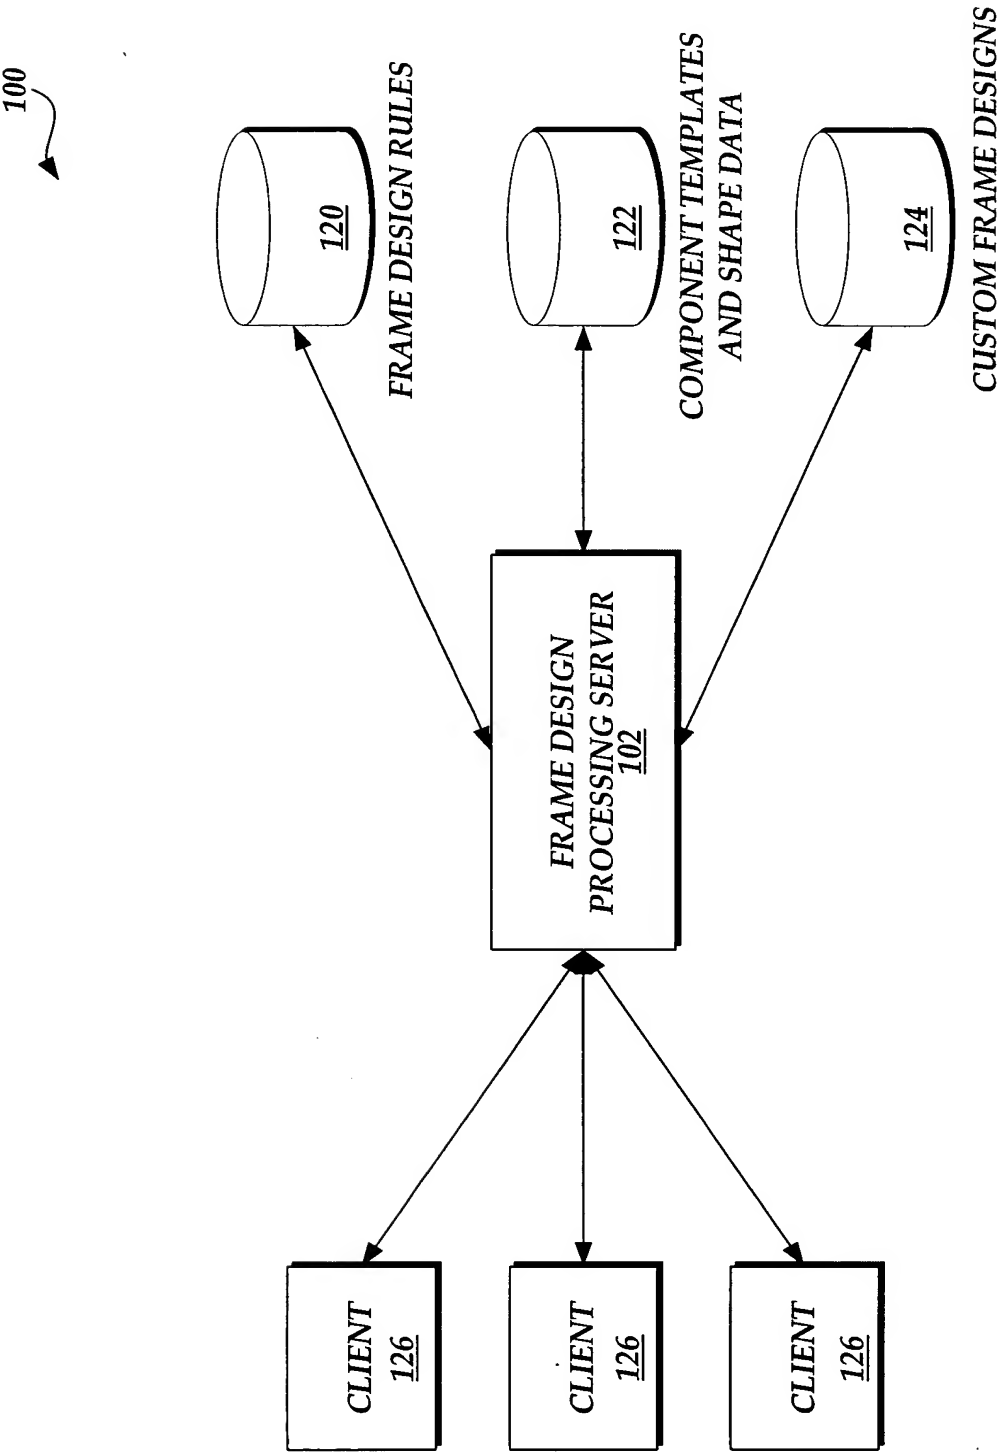 100
120
FRAME DESIGN RULES
122
COMPONENT TEMPLATES
AND SHAPE DATA
124
CUSTOM FRAME DESIGNS
FRAME DESIGN
PROCESSING SERVER
102
CLIENT
126
CLIENT
126
CLIENT
126